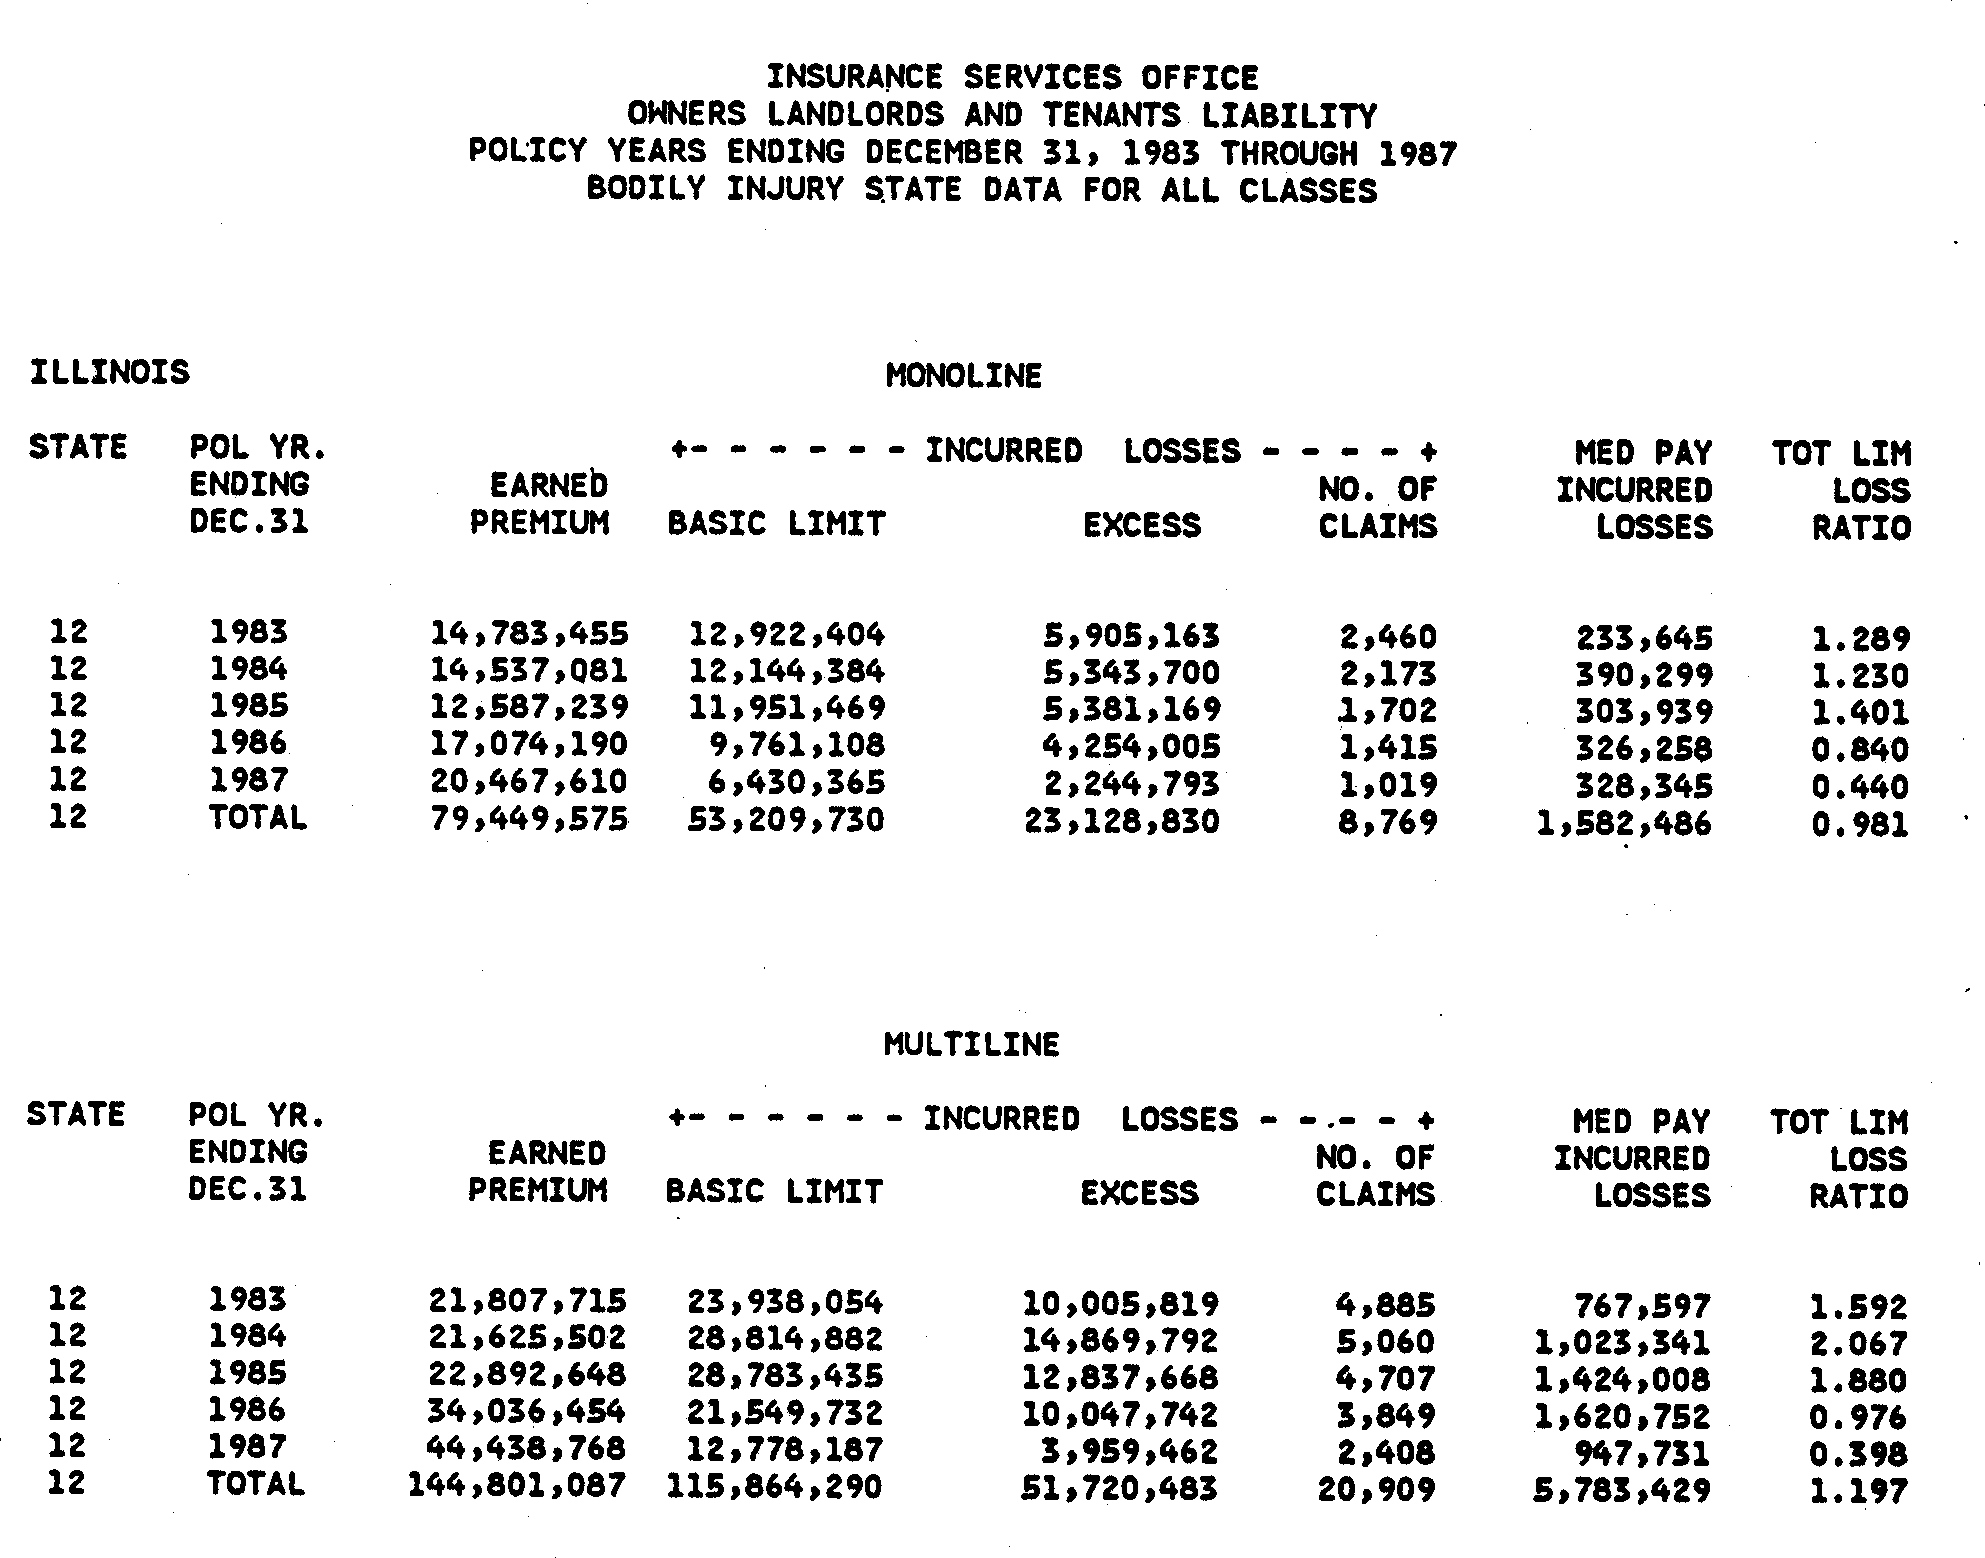 INSURANCE SERVICES OFFICE
OWNERS LANDLORDS AND TENANTS LIABILITY
POLICY YEARS ENDING DECEMBER 31, 1983 THROUGH 1987
BODILY INJURY STATE DATA FOR ALL CLASSES
ILLINOIS MONOLINE
STATE POL YR. +- - - - - - INCURRED LOSSES - - - - + MED PAY TOT LIM
ENDING EARNED NO. OF INCURRED LOSS
DEC.31 PREMIUM BASIC LIMIT EXCESS CLAIMS LOSSES RATIO
12 1983 14,783,455 12,922,404 5,905,163 2,460 233,645 1.289
12 1984 14,537,081 12,144,384 5,343,700 2,173 390,299 1.230
12 1985 12,587,239 11,951,469 5,381,169 1,702 303,939 1.401
12 1986 17,074,190 9,761,108 4,254,005 1,415 326,258 0.840
12 1987 20,467,610 6,430,365 2,244,793 1,019 328,345 0.440
12 TOTAL 79,449,575 53,209,730 23,128,830 8,769 1,582,486 0.981
MULTILINE
STATE POL YR. +- - - - - - INCURRED LOSSES - - - - + MED PAY TOT LIM
ENDING EARNED NO. OF INCURRED LOSS
DEC.31 PREMIUM BASIC LIMIT EXCESS CLAIMS LOSSES RATIO
12 1983 21,807,715 23,938,054 10,005,819 4,885 767,597 1.592
12 1984 21,625,502 28,814,882 14,869,792 5,060 1,023,341 2.067
12 1985 22,892,648 28,783,435 12,837,668 4,707 1,424,008 1.880
12 1986 34,036,454 21,549,732 10,047,742 3,849 1,620,752 0.976
12 1987 44,438,768 12,778,187 3,959,462 2,408 947,731 0.398
12 TOTAL 144,801,087 115,864,290 51,720,483 20,909 5,783,429 1.197